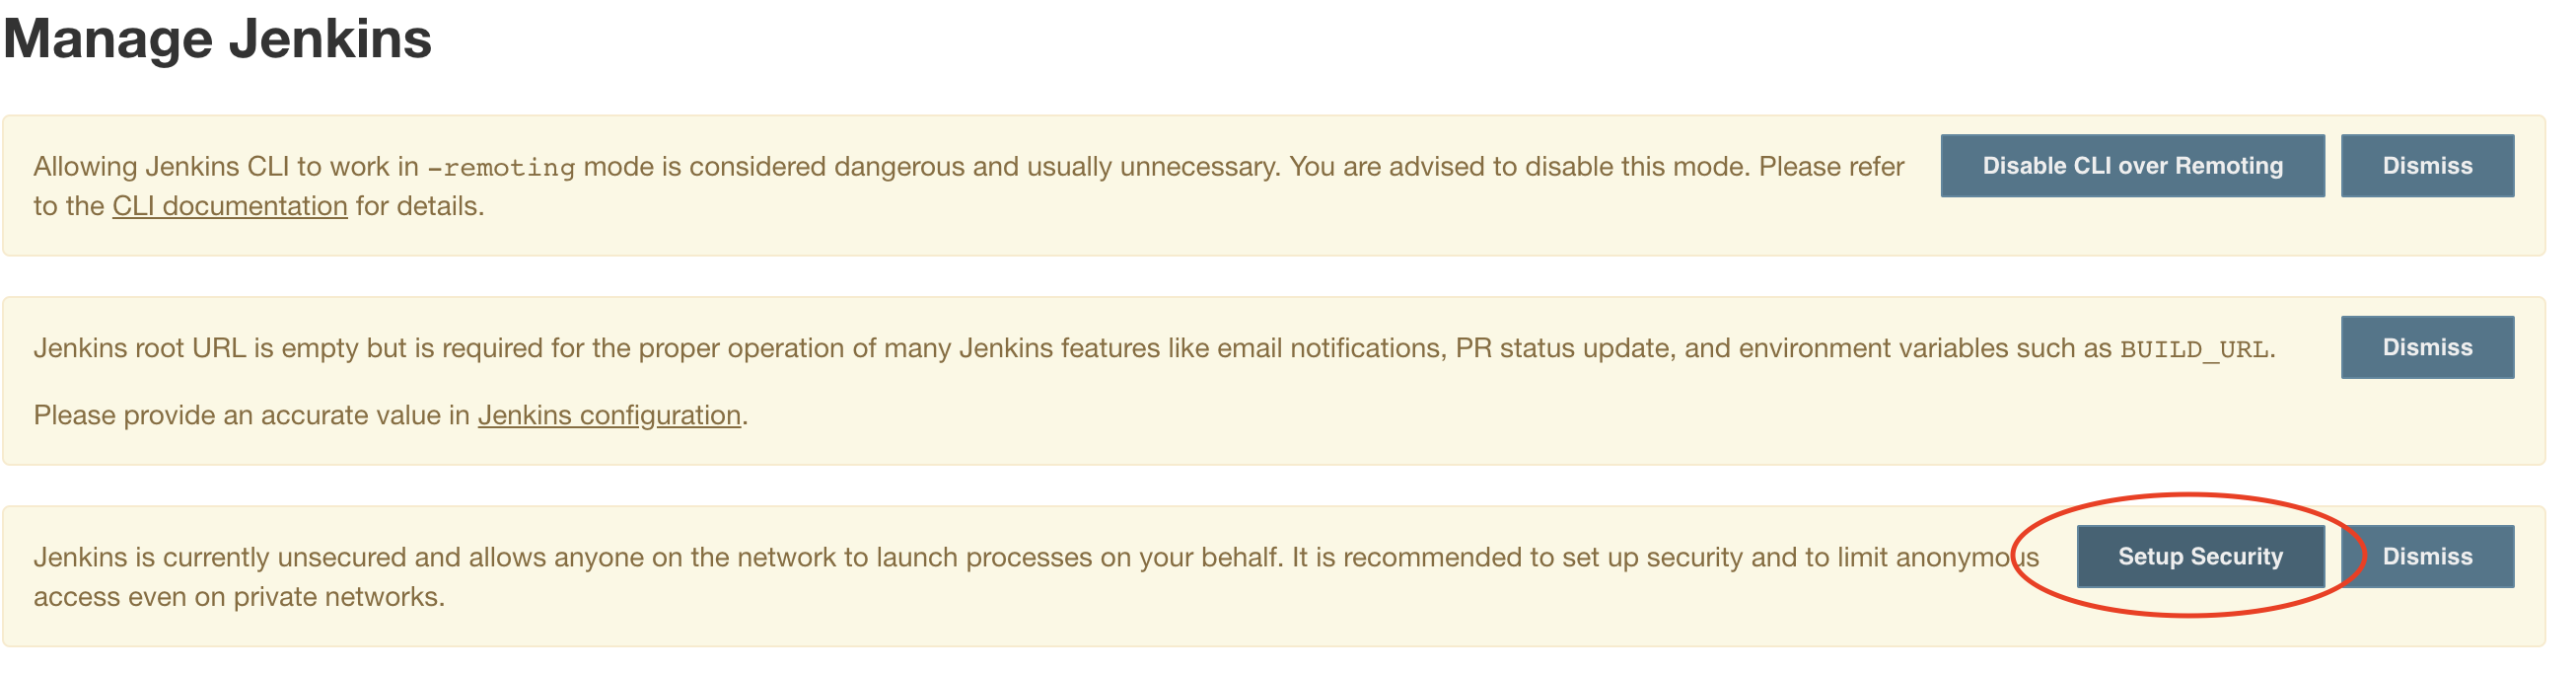 Manage Jenkins
Allowing Jenkins CLI to work in -remoting mode is considered dangerous and usually unnecessary. You are advised to disable this mode. Please refer
to the CLI documentation for details.
Disable CLI over Remoting
Dismiss
Jenkins root URL is empty but is required for the proper operation of many Jenkins features like email notifications, PR status update, and environment variables such as BUILD_URL.
Dismiss
Please provide an accurate value in Jenkins configuration.
Jenkins is currently unsecured and allows anyone on the network to launch processes on your behalf. It is recommended to set up security and to limit anonymous
access even on private networks.
Setup Security
Dismiss